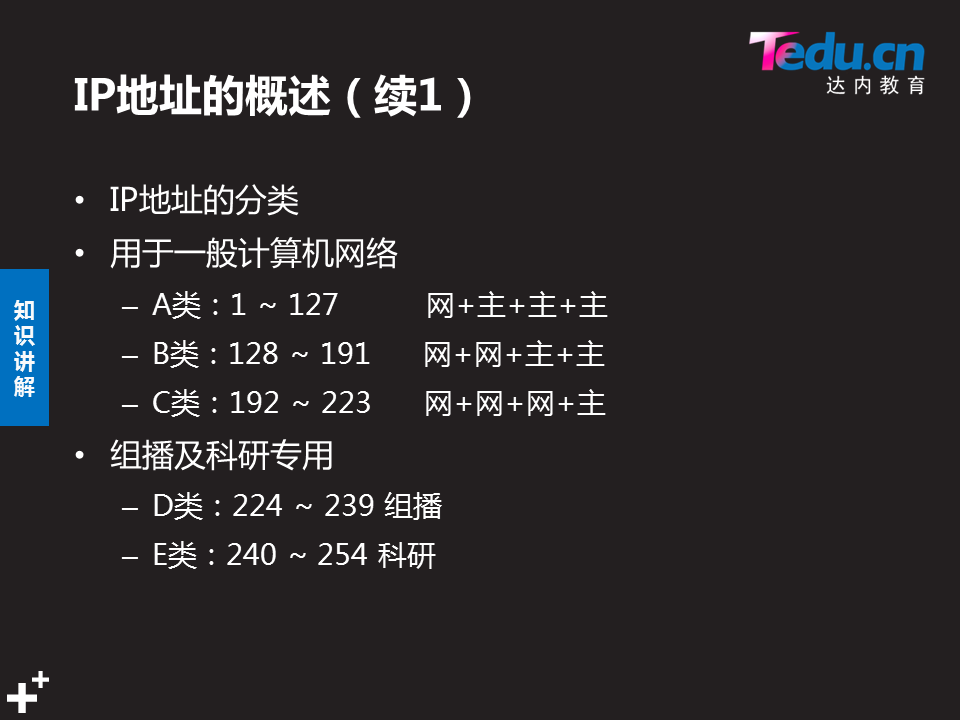 Tedu.cn
达内教育
IP地址的概述（续1）
• IP地址的分类
• 用于一般计算机网络
– A类：1 ~ 127 网+主+主+主
– B类：128 ~ 191 网+网+主+主
– C类：192 ~ 223 网+网+网+主
• 组播及科研专用
– D类：224 ~ 239 组播
– E类：240 ~ 254 科研
知识讲解